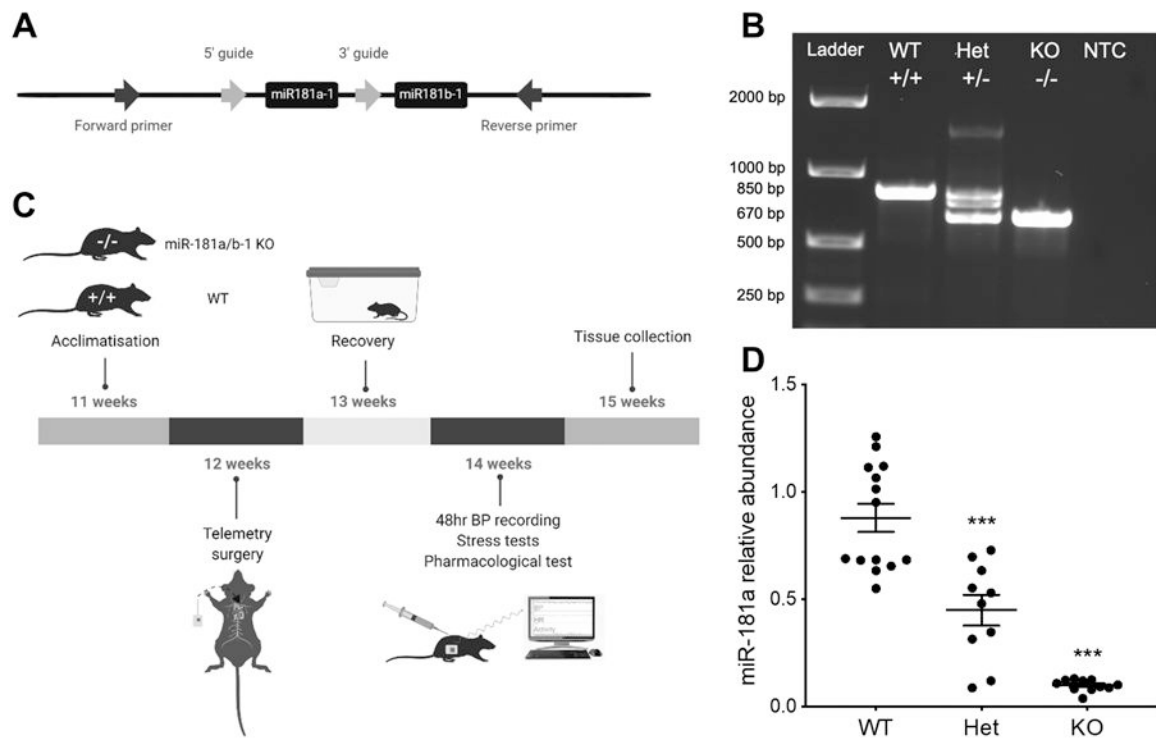 A
5' guide
3' guide
miR181a-1
miR181b-1
Forward primer
Reverse primer
B
Ladder
WT
Het
KO
NTC
+/+
+/-
-/-
2000 bp
1000 bp
850 bp
670 bp
500 bp
250 bp
C
-/-
miR-181a/b-1 KO
+/+
WT
Acclimatisation
Recovery
Tissue collection
11 weeks
13 weeks
15 weeks
12 weeks
14 weeks
Telemetry
surgery
48hr BP recording
Stress tests
Pharmacological test
BP
HR
Activity
D
miR-181a relative abundance
1.5
1.0
0.5
0.0
***
***
WT
Het
KO